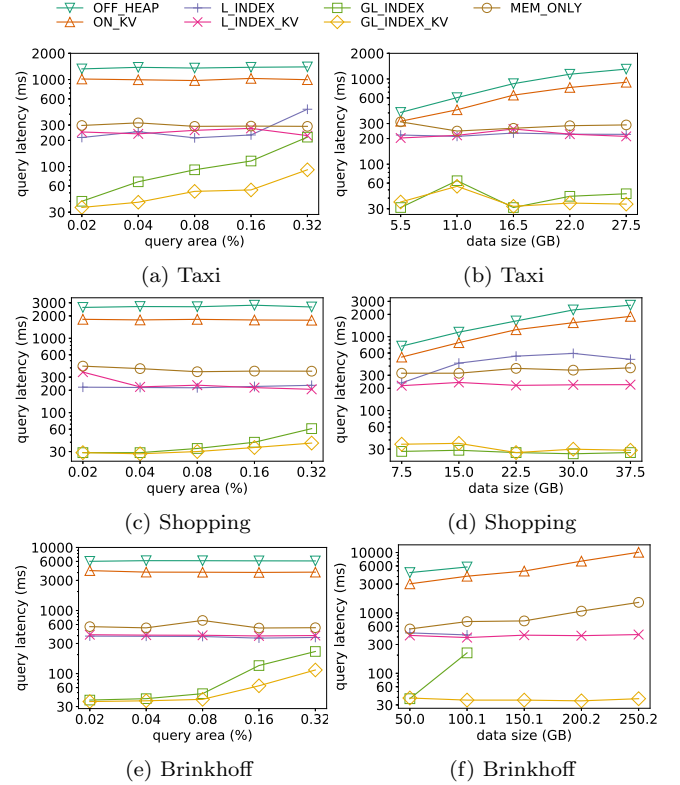 OFF_HEAP L_INDEX GL_INDEX MEM_ONLY
ON_KV L_INDEX_KV GL_INDEX_KV
2000
1000
600
300
200
100
60
30
query latency (ms)
0.02 0.04 0.08 0.16 0.32
query area (%)
(a) Taxi
2000
1000
600
300
200
100
60
30
query latency (ms)
5.5 11.0 16.5 22.0 27.5
data size (GB)
(b) Taxi
3000
2000
1000
600
300
200
100
60
30
query latency (ms)
0.02 0.04 0.08 0.16 0.32
query area (%)
(c) Shopping
3000
2000
1000
600
300
200
100
60
30
query latency (ms)
7.5 15.0 22.5 30.0 37.5
data size (GB)
(d) Shopping
10000
6000
3000
1000
600
300
100
60
30
query latency (ms)
0.02 0.04 0.08 0.16 0.32
query area (%)
(e) Brinkhoff
10000
6000
3000
1000
600
300
100
60
30
query latency (ms)
50.0 100.1 150.1 200.2 250.2
data size (GB)
(f) Brinkhoff